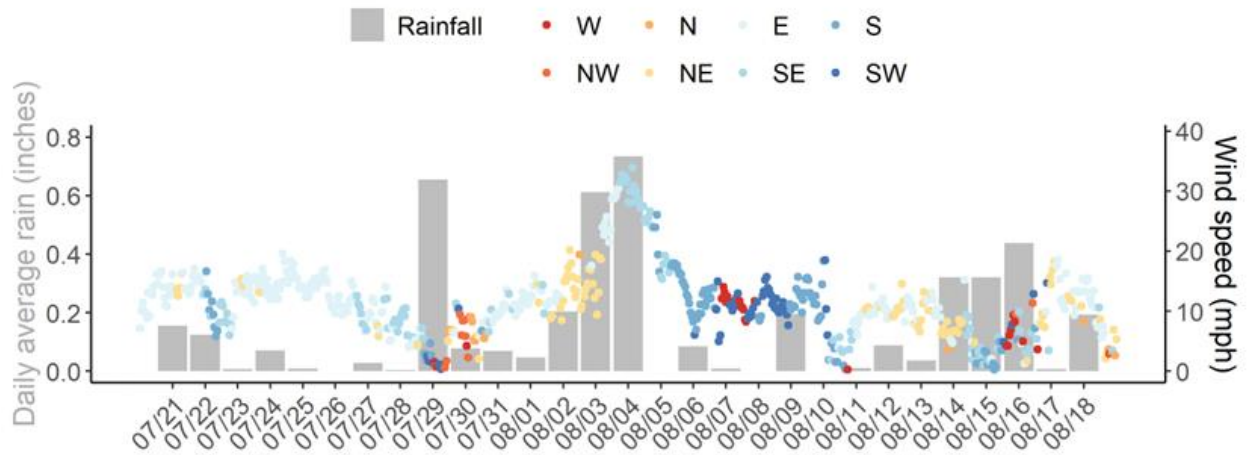 Rainfall W N E S
NW NE SE SW
Daily average rain (inches)
0.8
0.6
0.4
0.2
0.0
40
30
20
10
0
Wind speed (mph)
07/21 07/22 07/23 07/24 07/25 07/26 07/27 07/28 07/29 07/30 07/31 08/01 08/02 08/03 08/04 08/05 08/06 08/07 08/08 08/09 08/10 08/11 08/12 08/13 08/14 08/15 08/16 08/17 08/18